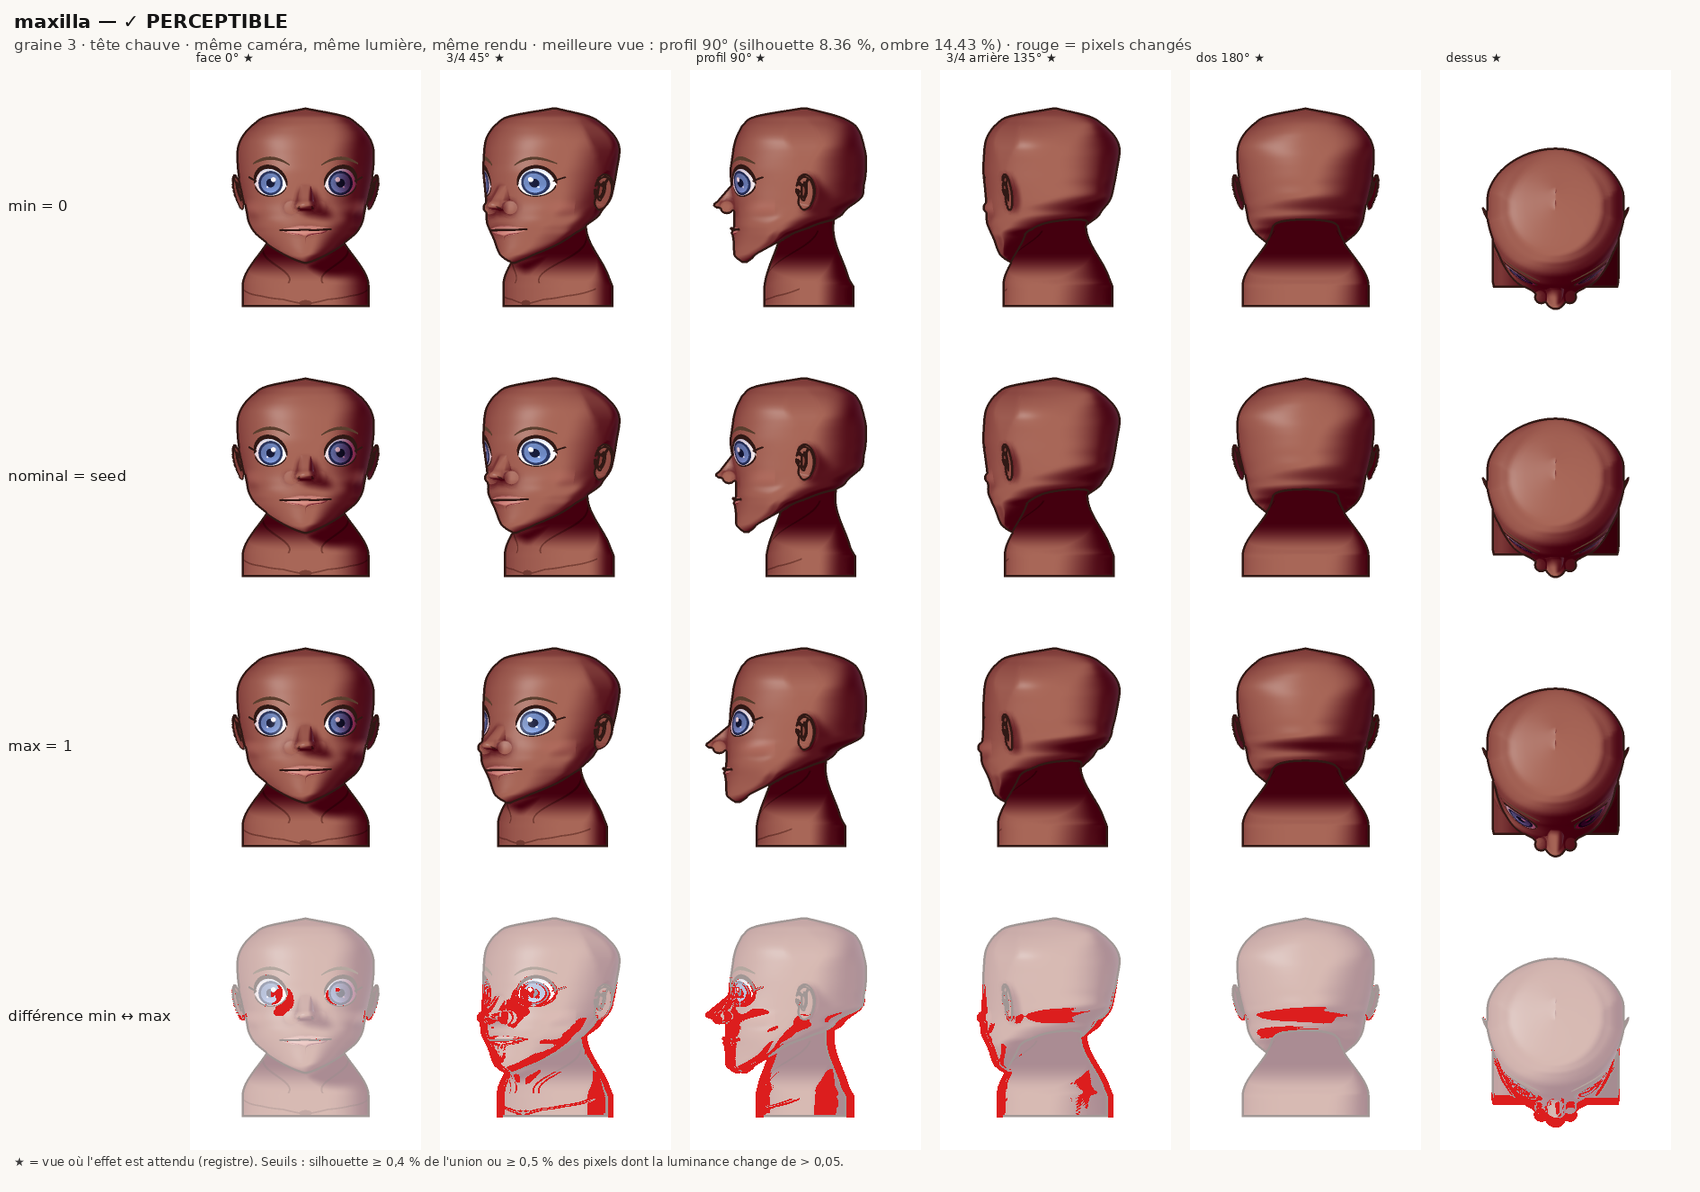 maxilla — ✓ PERCEPTIBLE
graine 3 · tête chauve · même caméra, même lumière, même rendu · meilleure vue : profil 90° (silhouette 8.36 %, ombre 14.43 %) · rouge = pixels changés
face 0° ★ 3/4 45° ★ profil 90° ★ 3/4 arrière 135° ★ dos 180° ★ dessus ★
min = 0
nominal = seed
max = 1
différence min ↔ max
★ = vue où l'effet est attendu (registre). Seuils : silhouette ≥ 0,4 % de l'union ou ≥ 0,5 % des pixels dont la luminance change de > 0,05.